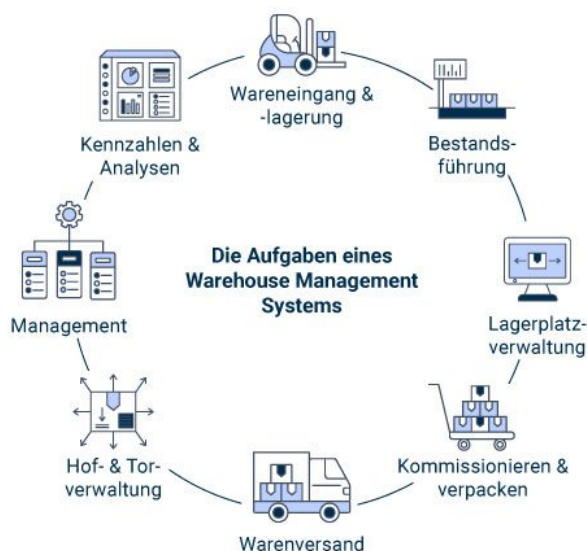 Wareneingang &
-lagerung
Bestands-
führung
Lagerplatz-
verwaltung
Kommissionieren &
verpacken
Warenversand
Hof- & Tor-
verwaltung
Management
Kennzahlen &
Analysen
Die Aufgaben eines
Warehouse Management
Systems